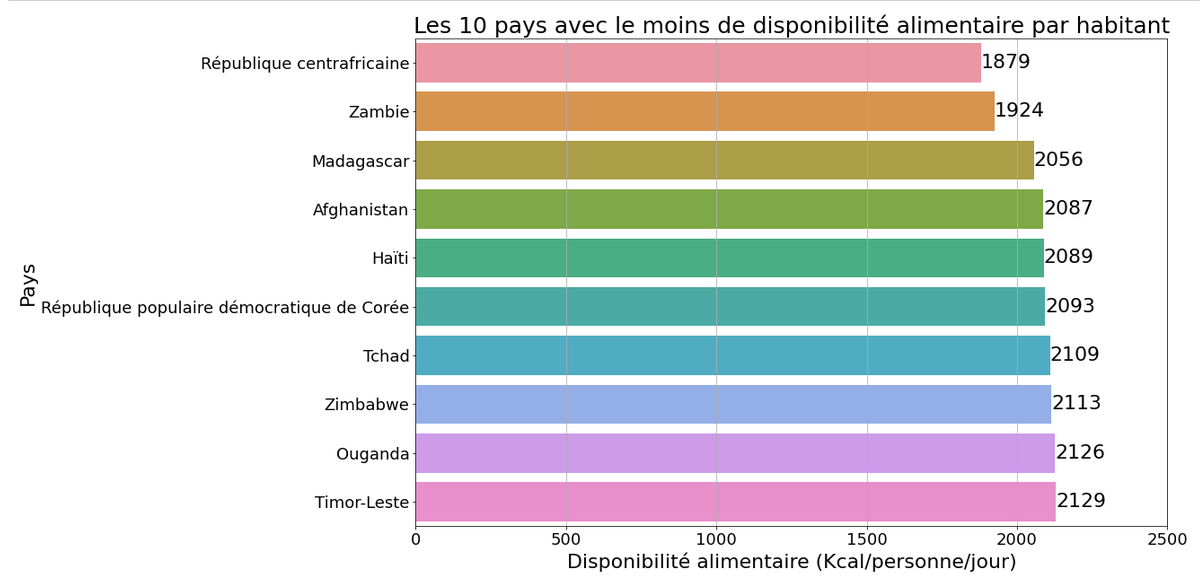 Les 10 pays avec le moins de disponibilité alimentaire par habitant
République centrafricaine 1879
Zambie 1924
Madagascar 2056
Afghanistan 2087
Haïti 2089
République populaire démocratique de Corée 2093
Tchad 2109
Zimbabwe 2113
Ouganda 2126
Timor-Leste 2129
Pays
0 500 1000 1500 2000 2500
Disponibilité alimentaire (Kcal/personne/jour)